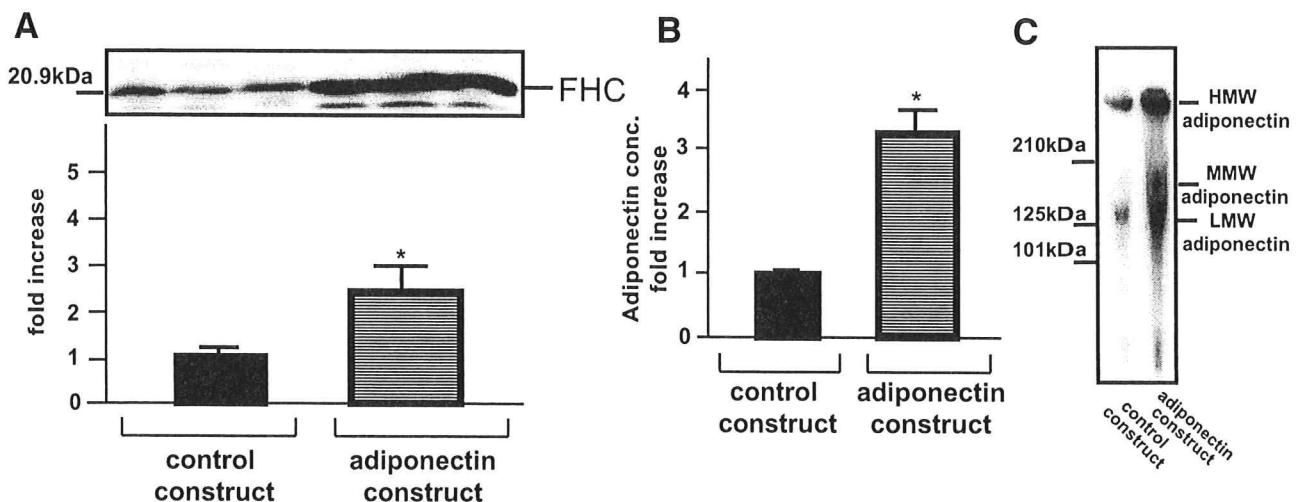 A
20.9kDa
FHC
fold increase
5
4
3
2
1
0
*
control
construct
adiponectin
construct
B
Adiponectin conc.
fold increase
4
3
2
1
0
*
control
construct
adiponectin
construct
C
210kDa
125kDa
101kDa
HMW
adiponectin
MMW
adiponectin
LMW
adiponectin
control
construct
adiponectin
construct